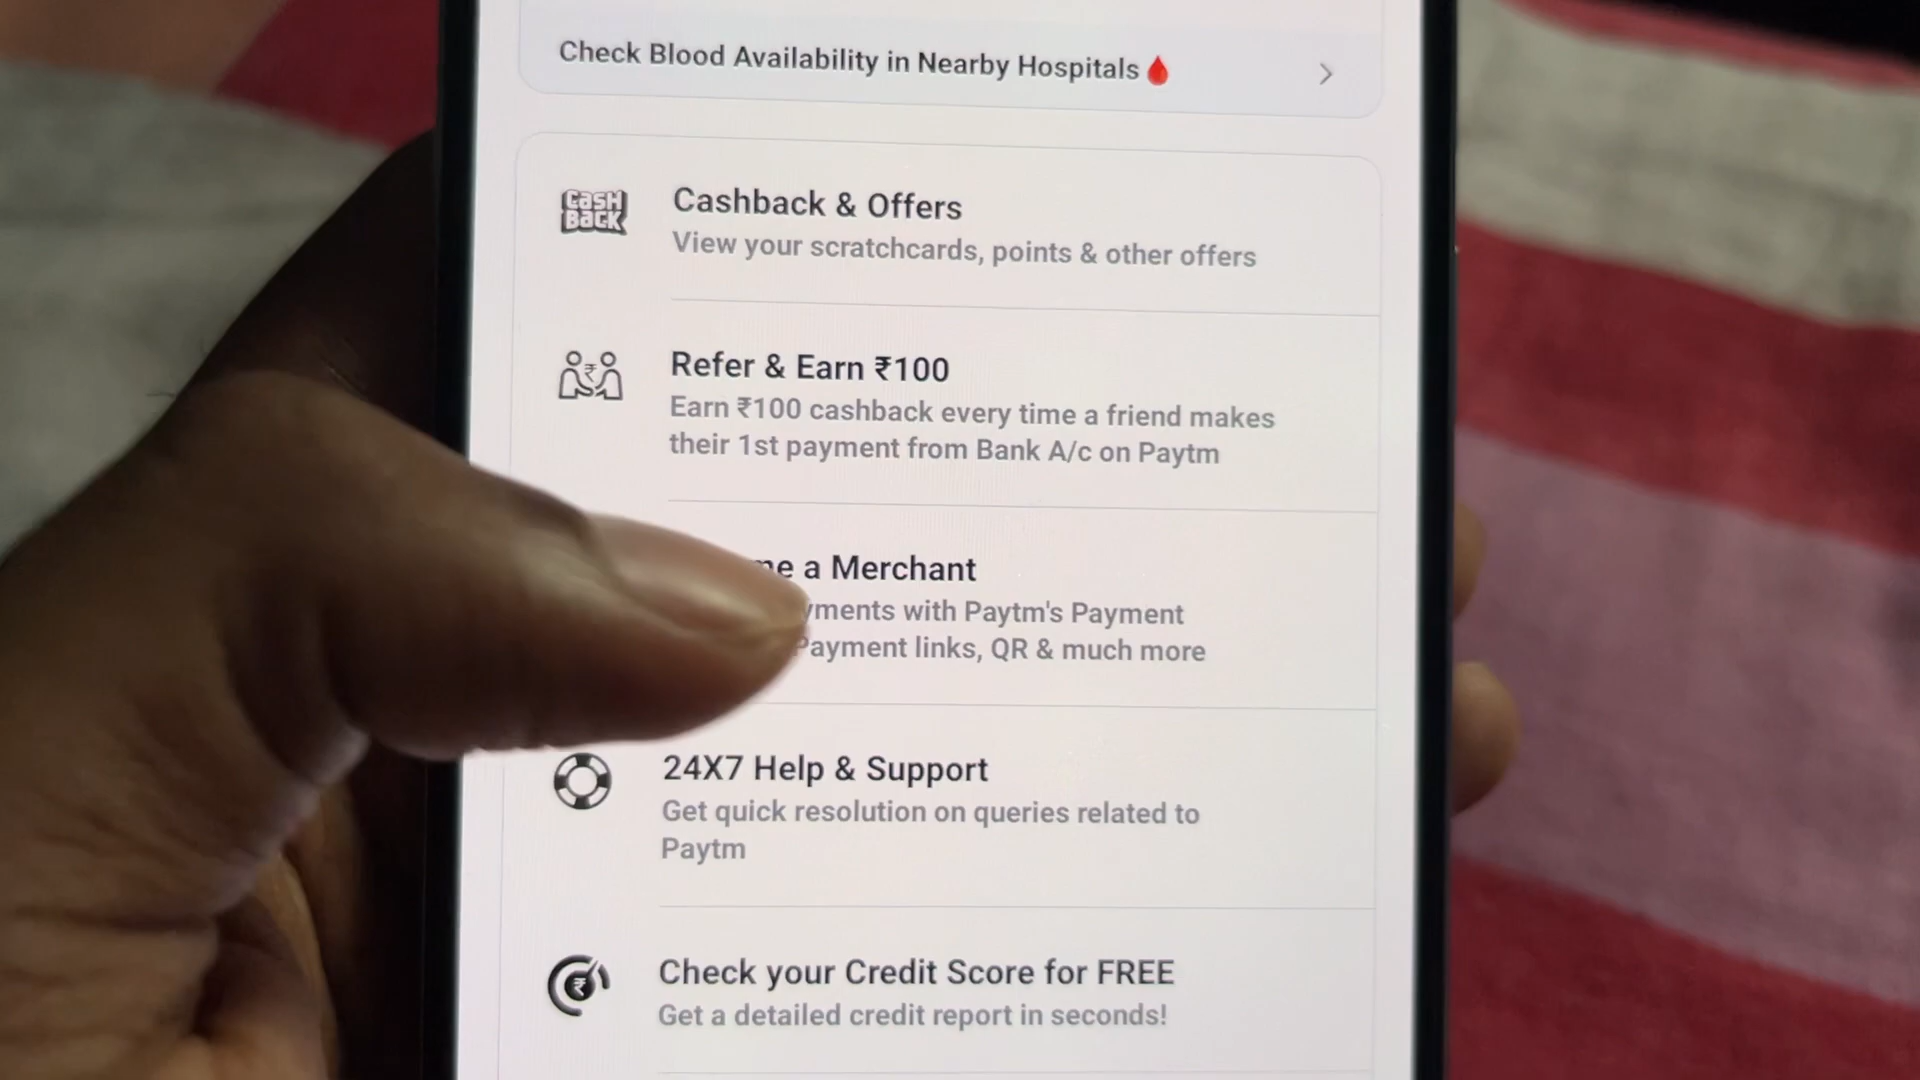 Check Blood Availability in Nearby Hospitals
CASH
BACK
Cashback & Offers
View your scratchcards, points & other offers
₹
Refer & Earn ₹100
Earn ₹100 cashback every time a friend makes
their 1st payment from Bank A/c on Paytm
a Merchant
with Paytm's Payment
Payment links, QR & much more
24X7 Help & Support
Get quick resolution on queries related to
Paytm
₹
Check your Credit Score for FREE
Get a detailed credit report in seconds!